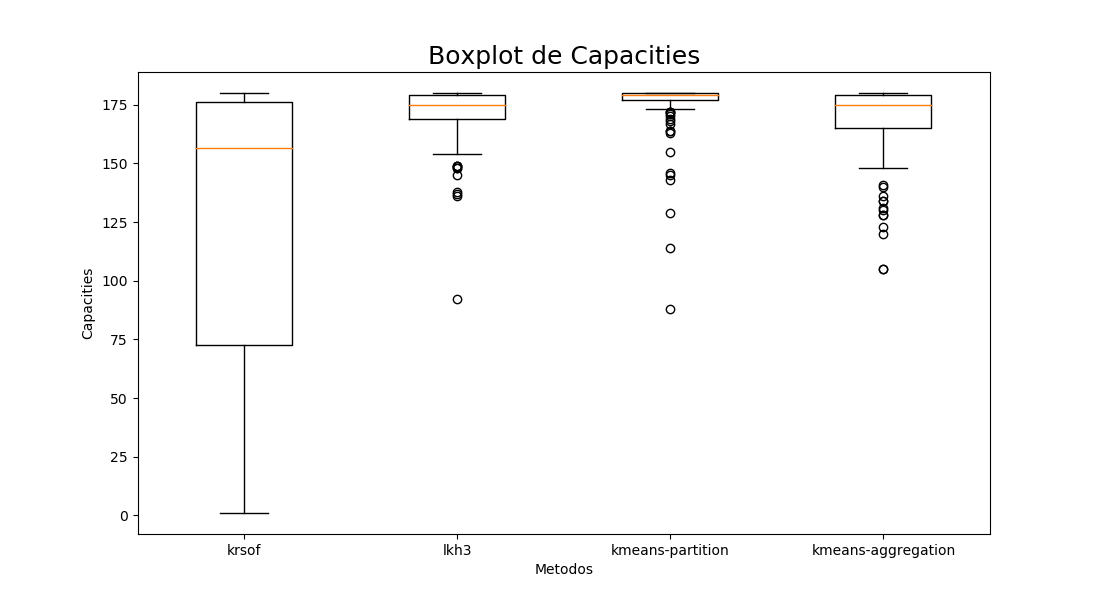 Boxplot de Capacities
Capacities
175
150
125
100
75
50
25
0
krsof
lkh3
kmeans-partition
kmeans-aggregation
Metodos